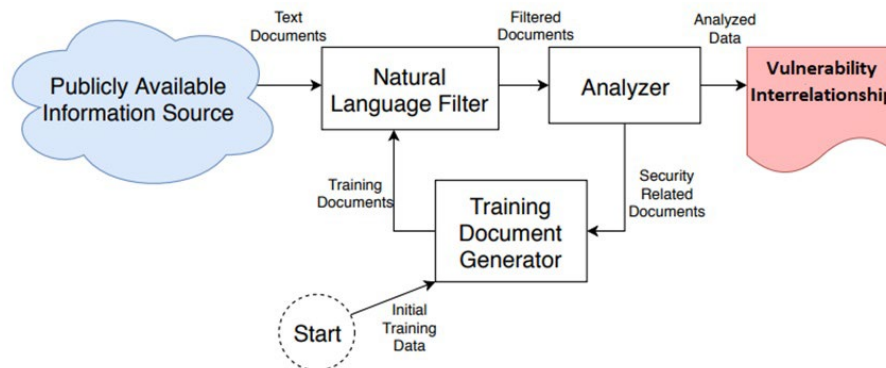 Text
Documents
Filtered
Documents
Analyzed
Data
Publicly Available
Information Source
Natural
Language Filter
Analyzer
Vulnerability
Interrelationship
Training
Documents
Security
Related
Documents
Training
Document
Generator
Start
Initial
Training
Data